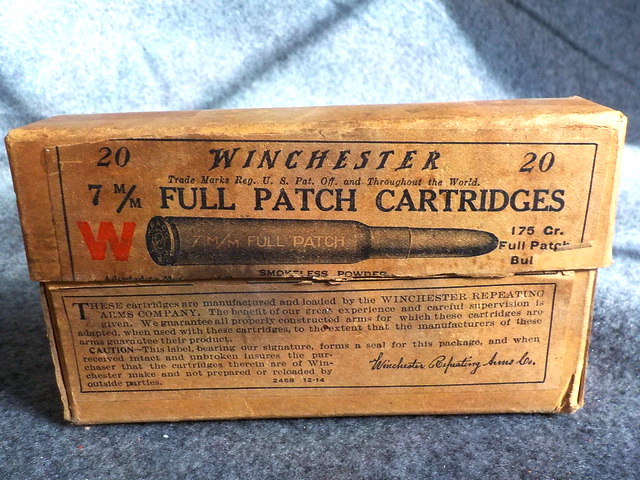 20 WINCHESTER 20
Trade Marks Reg. U. S. Pat. Off. and Throughout the World.
7 M/M FULL PATCH CARTRIDGES
W
7 M/M FULL PATCH
175 Gr.
Full Patch
Bul
SMOKELESS POWDER
THESE cartridges are manufactured and loaded by the WINCHESTER REPEATING
ARMS COMPANY. The benefit of our great experience and careful supervision is
given. We guarantee all properly constructed arms for which these cartridges are
adapted, when used with these cartridges, to the extent that the manufacturers of these
arms guarantee their product.
CAUTION—This label, bearing our signature, forms a seal for this package, and when
received intact and unbroken insures the pur-
chaser that the cartridges therein are of Win-
chester make and not prepared or reloaded by
outside parties.
2468 12-14
Winchester Repeating Arms Co.